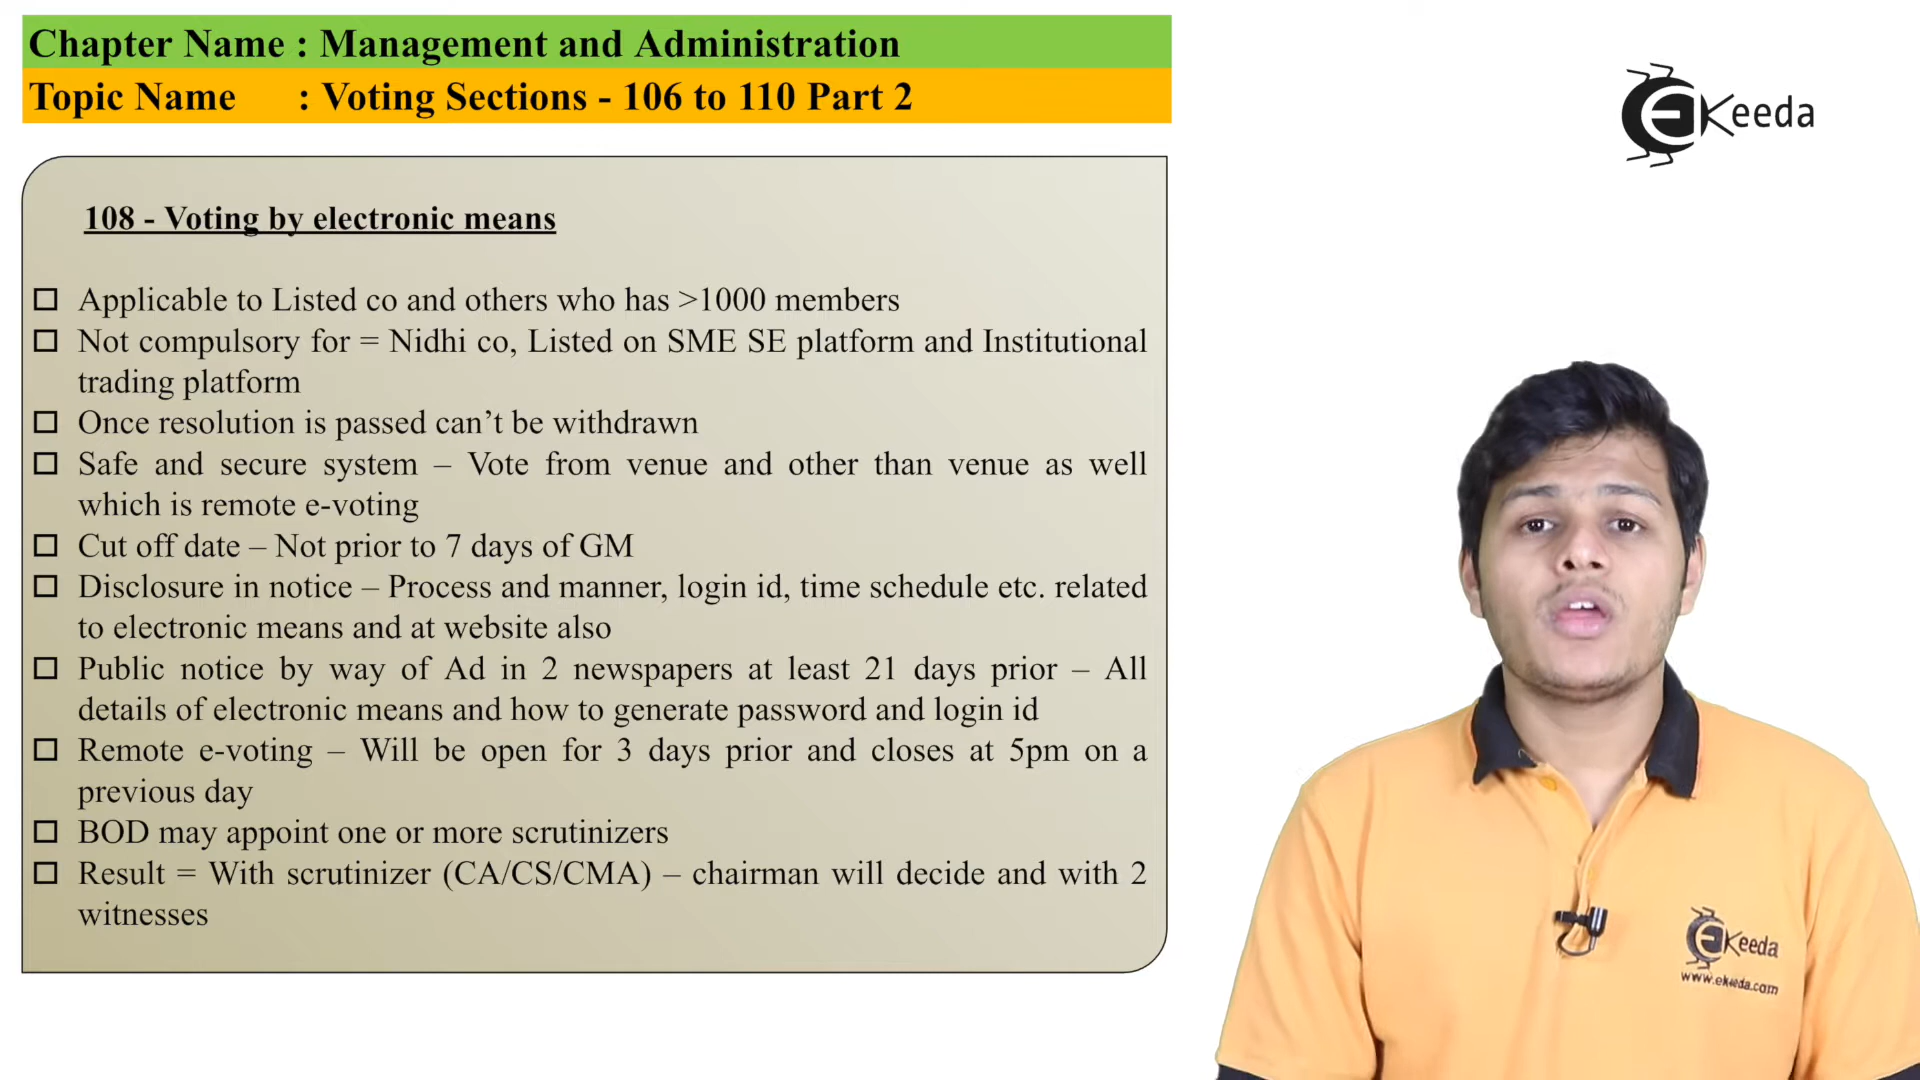 Chapter Name : Management and Administration
Topic Name : Voting Sections - 106 to 110 Part 2
EKeeda
108 - Voting by electronic means
☐ Applicable to Listed co and others who has >1000 members
☐ Not compulsory for = Nidhi co, Listed on SME SE platform and Institutional
trading platform
☐ Once resolution is passed can’t be withdrawn
☐ Safe and secure system – Vote from venue and other than venue as well
which is remote e-voting
☐ Cut off date – Not prior to 7 days of GM
☐ Disclosure in notice – Process and manner, login id, time schedule etc. related
to electronic means and at website also
☐ Public notice by way of Ad in 2 newspapers at least 21 days prior – All
details of electronic means and how to generate password and login id
☐ Remote e-voting – Will be open for 3 days prior and closes at 5pm on a
previous day
☐ BOD may appoint one or more scrutinizers
☐ Result = With scrutinizer (CA/CS/CMA) – chairman will decide and with 2
witnesses
EKeeda
www.ekeeda.com